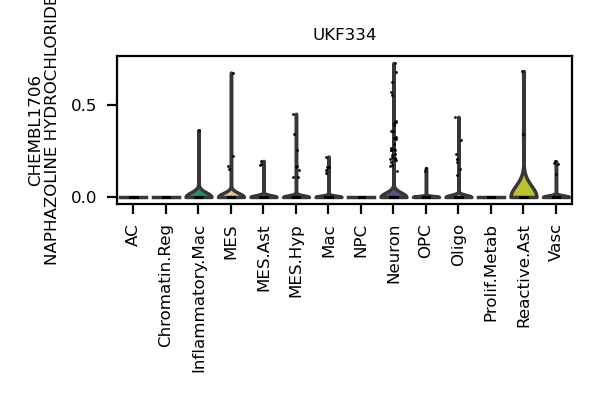 UKF334
CHEMBL1706
NAPHAZOLINE HYDROCHLORIDE
0.5
0.0
AC
Chromatin.Reg
Inflammatory.Mac
MES
MES.Ast
MES.Hyp
Mac
NPC
Neuron
OPC
Oligo
Prolif.Metab
Reactive.Ast
Vasc